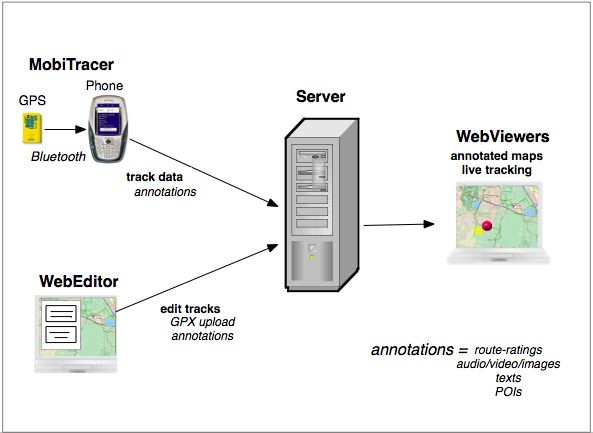 MobiTracer
Phone
GPS
Bluetooth
track data
annotations
Server
WebViewers
annotated maps
live tracking
WebEditor
edit tracks
GPX upload
annotations
annotations = route-ratings
audio/video/images
texts
POIs